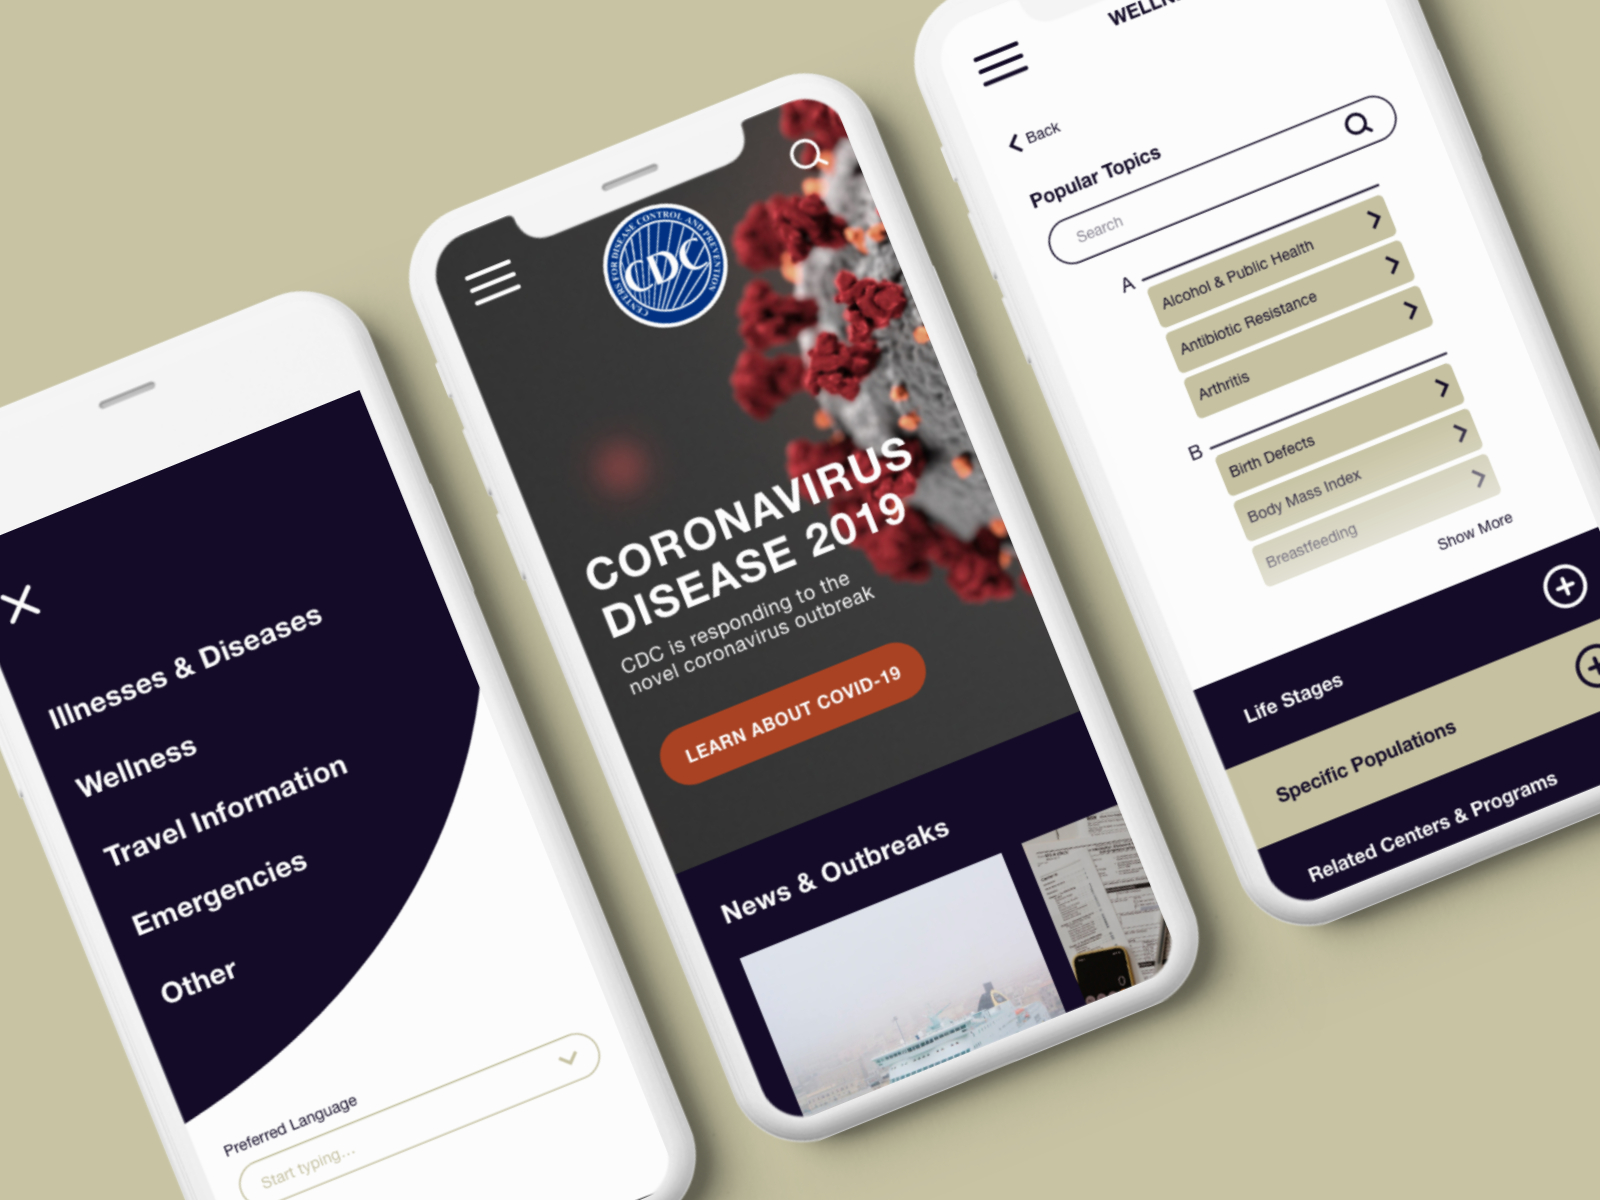 Illnesses & Diseases
Wellness
Travel Information
Emergencies
Other
Preferred Language
Start typing...
CENTERS FOR DISEASE CONTROL AND PREVENTION
CDC
CORONAVIRUS
DISEASE 2019
CDC is responding to the
novel coronavirus outbreak
LEARN ABOUT COVID-19
News & Outbreaks
Back
Popular Topics
Search
A
Alcohol & Public Health
Antibiotic Resistance
Arthritis
B
Birth Defects
Body Mass Index
Breastfeeding
Show More
Life Stages
Specific Populations
Related Centers & Programs